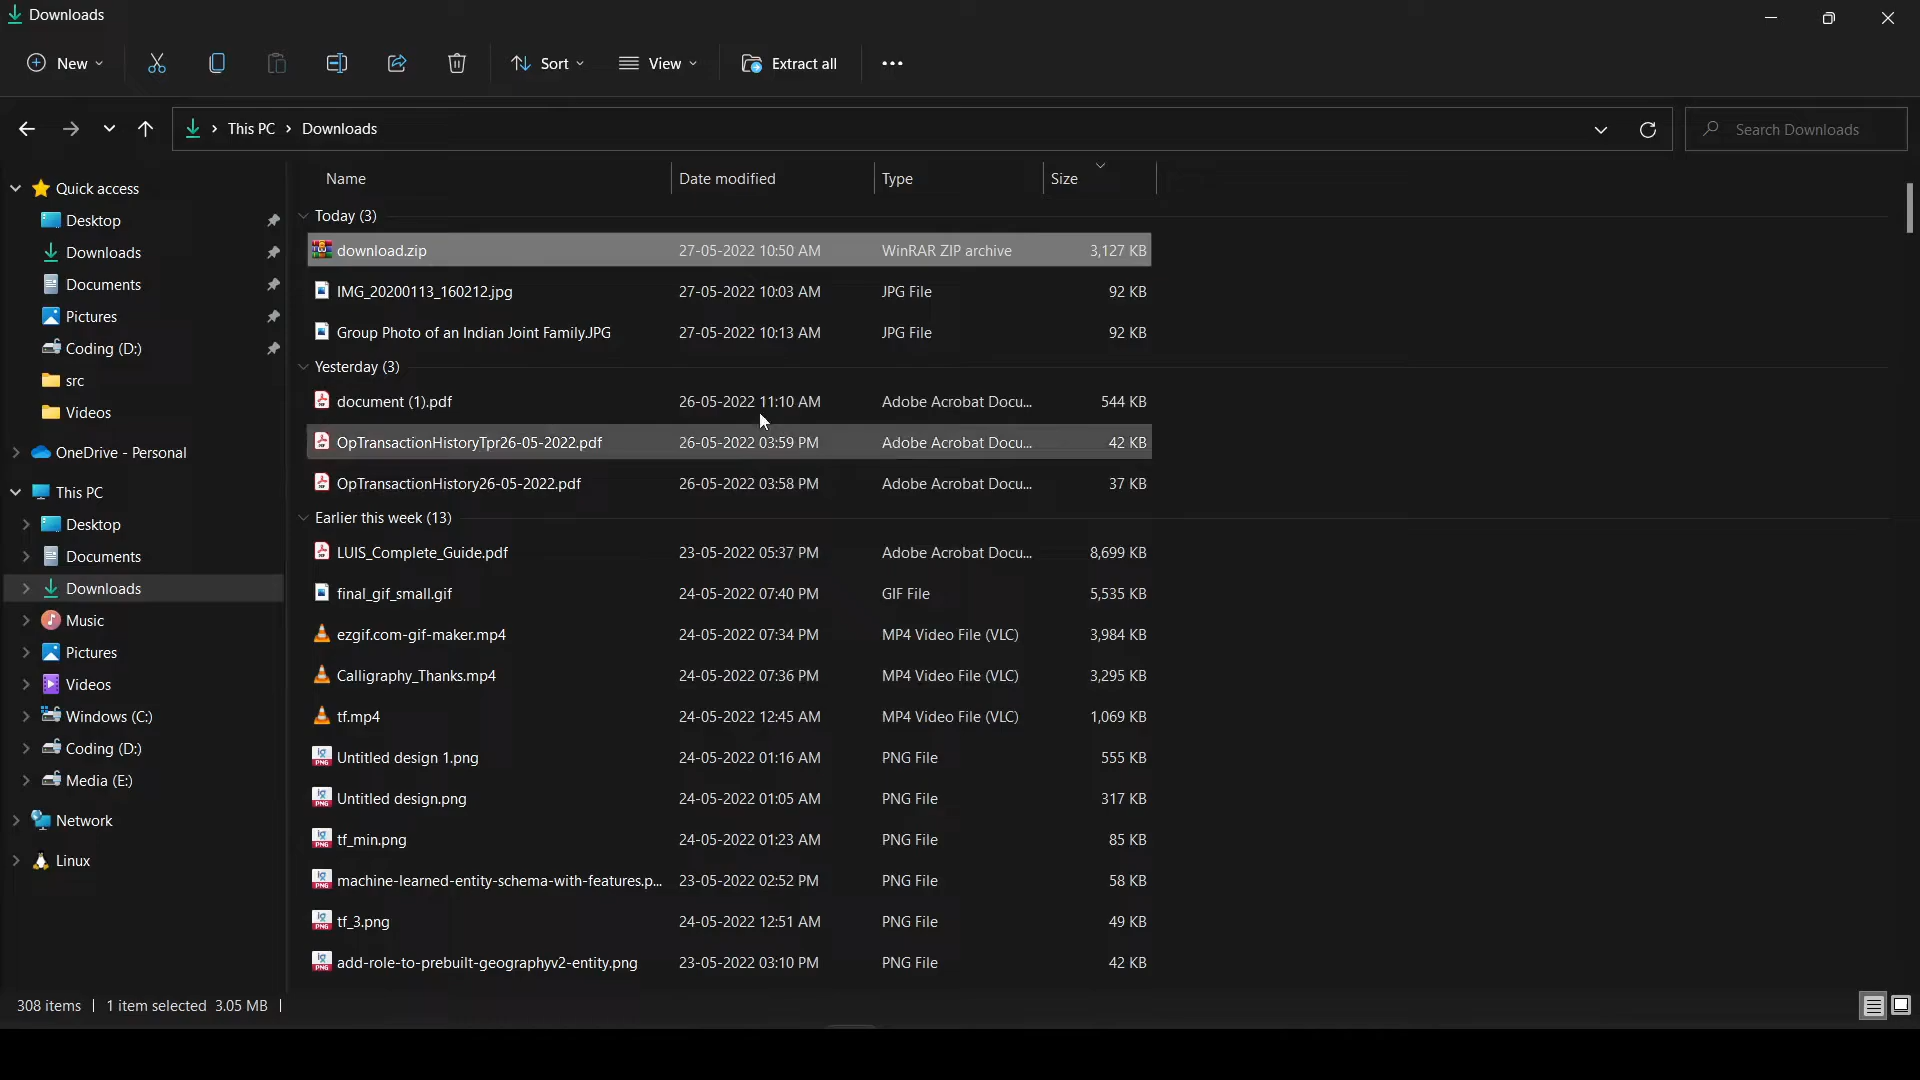 Downloads
New Sort View Extract all
This PC > Downloads Search Downloads
Quick access
Desktop
Downloads
Documents
Pictures
Coding (D:)
src
Videos
OneDrive - Personal
This PC
Desktop
Documents
Downloads
Music
Pictures
Videos
Windows (C:)
Coding (D:)
Media (E:)
Network
Linux
Name Date modified Type Size
Today (3)
download.zip 27-05-2022 10:50 AM WinRAR ZIP archive 3,127 KB
IMG_20200113_160212.jpg 27-05-2022 10:03 AM JPG File 92 KB
Group Photo of an Indian Joint Family.JPG 27-05-2022 10:13 AM JPG File 92 KB
Yesterday (3)
document (1).pdf 26-05-2022 11:10 AM Adobe Acrobat Docu... 544 KB
OpTransactionHistoryTpr26-05-2022.pdf 26-05-2022 03:59 PM Adobe Acrobat Docu... 42 KB
OpTransactionHistory26-05-2022.pdf 26-05-2022 03:58 PM Adobe Acrobat Docu... 37 KB
Earlier this week (13)
LUIS_Complete_Guide.pdf 23-05-2022 05:37 PM Adobe Acrobat Docu... 8,699 KB
final_gif_small.gif 24-05-2022 07:40 PM GIF File 5,535 KB
ezgif.com-gif-maker.mp4 24-05-2022 07:34 PM MP4 Video File (VLC) 3,984 KB
Calligraphy_Thanks.mp4 24-05-2022 07:36 PM MP4 Video File (VLC) 3,295 KB
tf.mp4 24-05-2022 12:45 AM MP4 Video File (VLC) 1,069 KB
Untitled design 1.png 24-05-2022 01:16 AM PNG File 555 KB
Untitled design.png 24-05-2022 01:05 AM PNG File 317 KB
tf_min.png 24-05-2022 01:23 AM PNG File 85 KB
machine-learned-entity-schema-with-features.p... 23-05-2022 02:52 PM PNG File 58 KB
tf_3.png 24-05-2022 12:51 AM PNG File 49 KB
add-role-to-prebuilt-geographyv2-entity.png 23-05-2022 03:10 PM PNG File 42 KB
308 items 1 item selected 3.05 MB